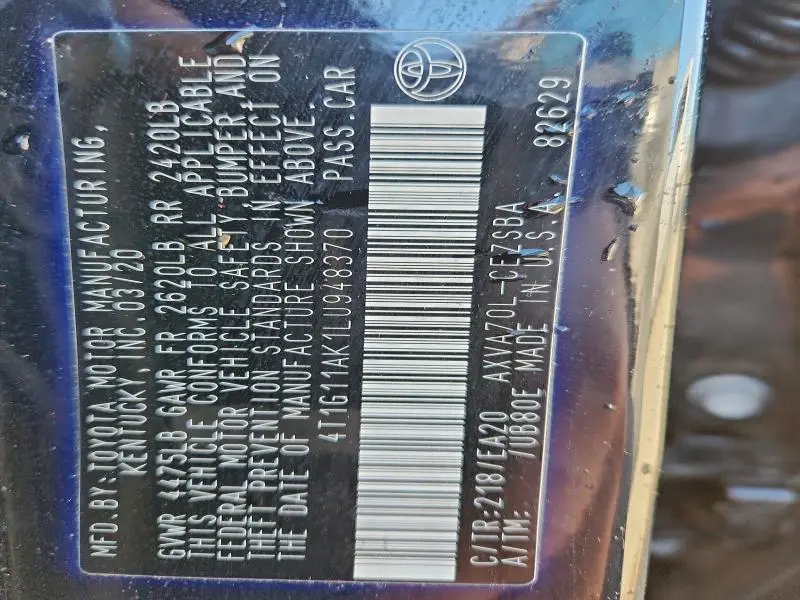 MFD.BY:TOYOTA MOTOR MANUFACTURING,
KENTUCKY, INC. 03/20
GVWR 4475LB GAWR FR 2620LB RR 2420LB
THIS VEHICLE CONFORMS TO ALL APPLICABLE
FEDERAL MOTOR VEHICLE SAFETY, BUMPER, AND
THEFT PREVENTION STANDARDS IN EFFECT ON
THE DATE OF MANUFACTURE SHOWN ABOVE.
4T1G11AK1LU948370 PASS.CAR
C/TR:218/EA20 AXVA70L-CEZSBA
A/TM: /UB80E MADE IN U.S.A 82629